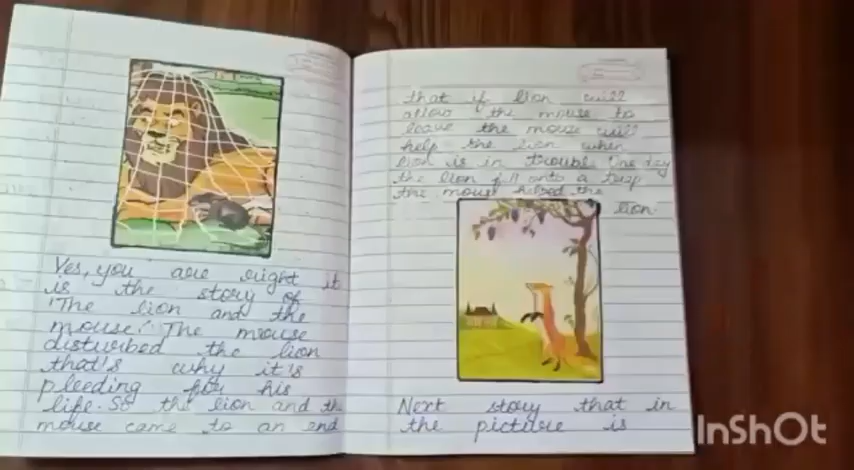 Yes, you are right it
is the story of
'The lion and the
mouse.' The mouse
disturbed the lion
that's why it's
pleeding for his
life. So the lion and the
mouse came to an end
that if lion will
allow the mouse to
leave the mouse will
help the lion when
lion is in trouble. One day
the lion fill onto a trap
the mouse helped the
lion.
Next story that in
the picture is
InShOt